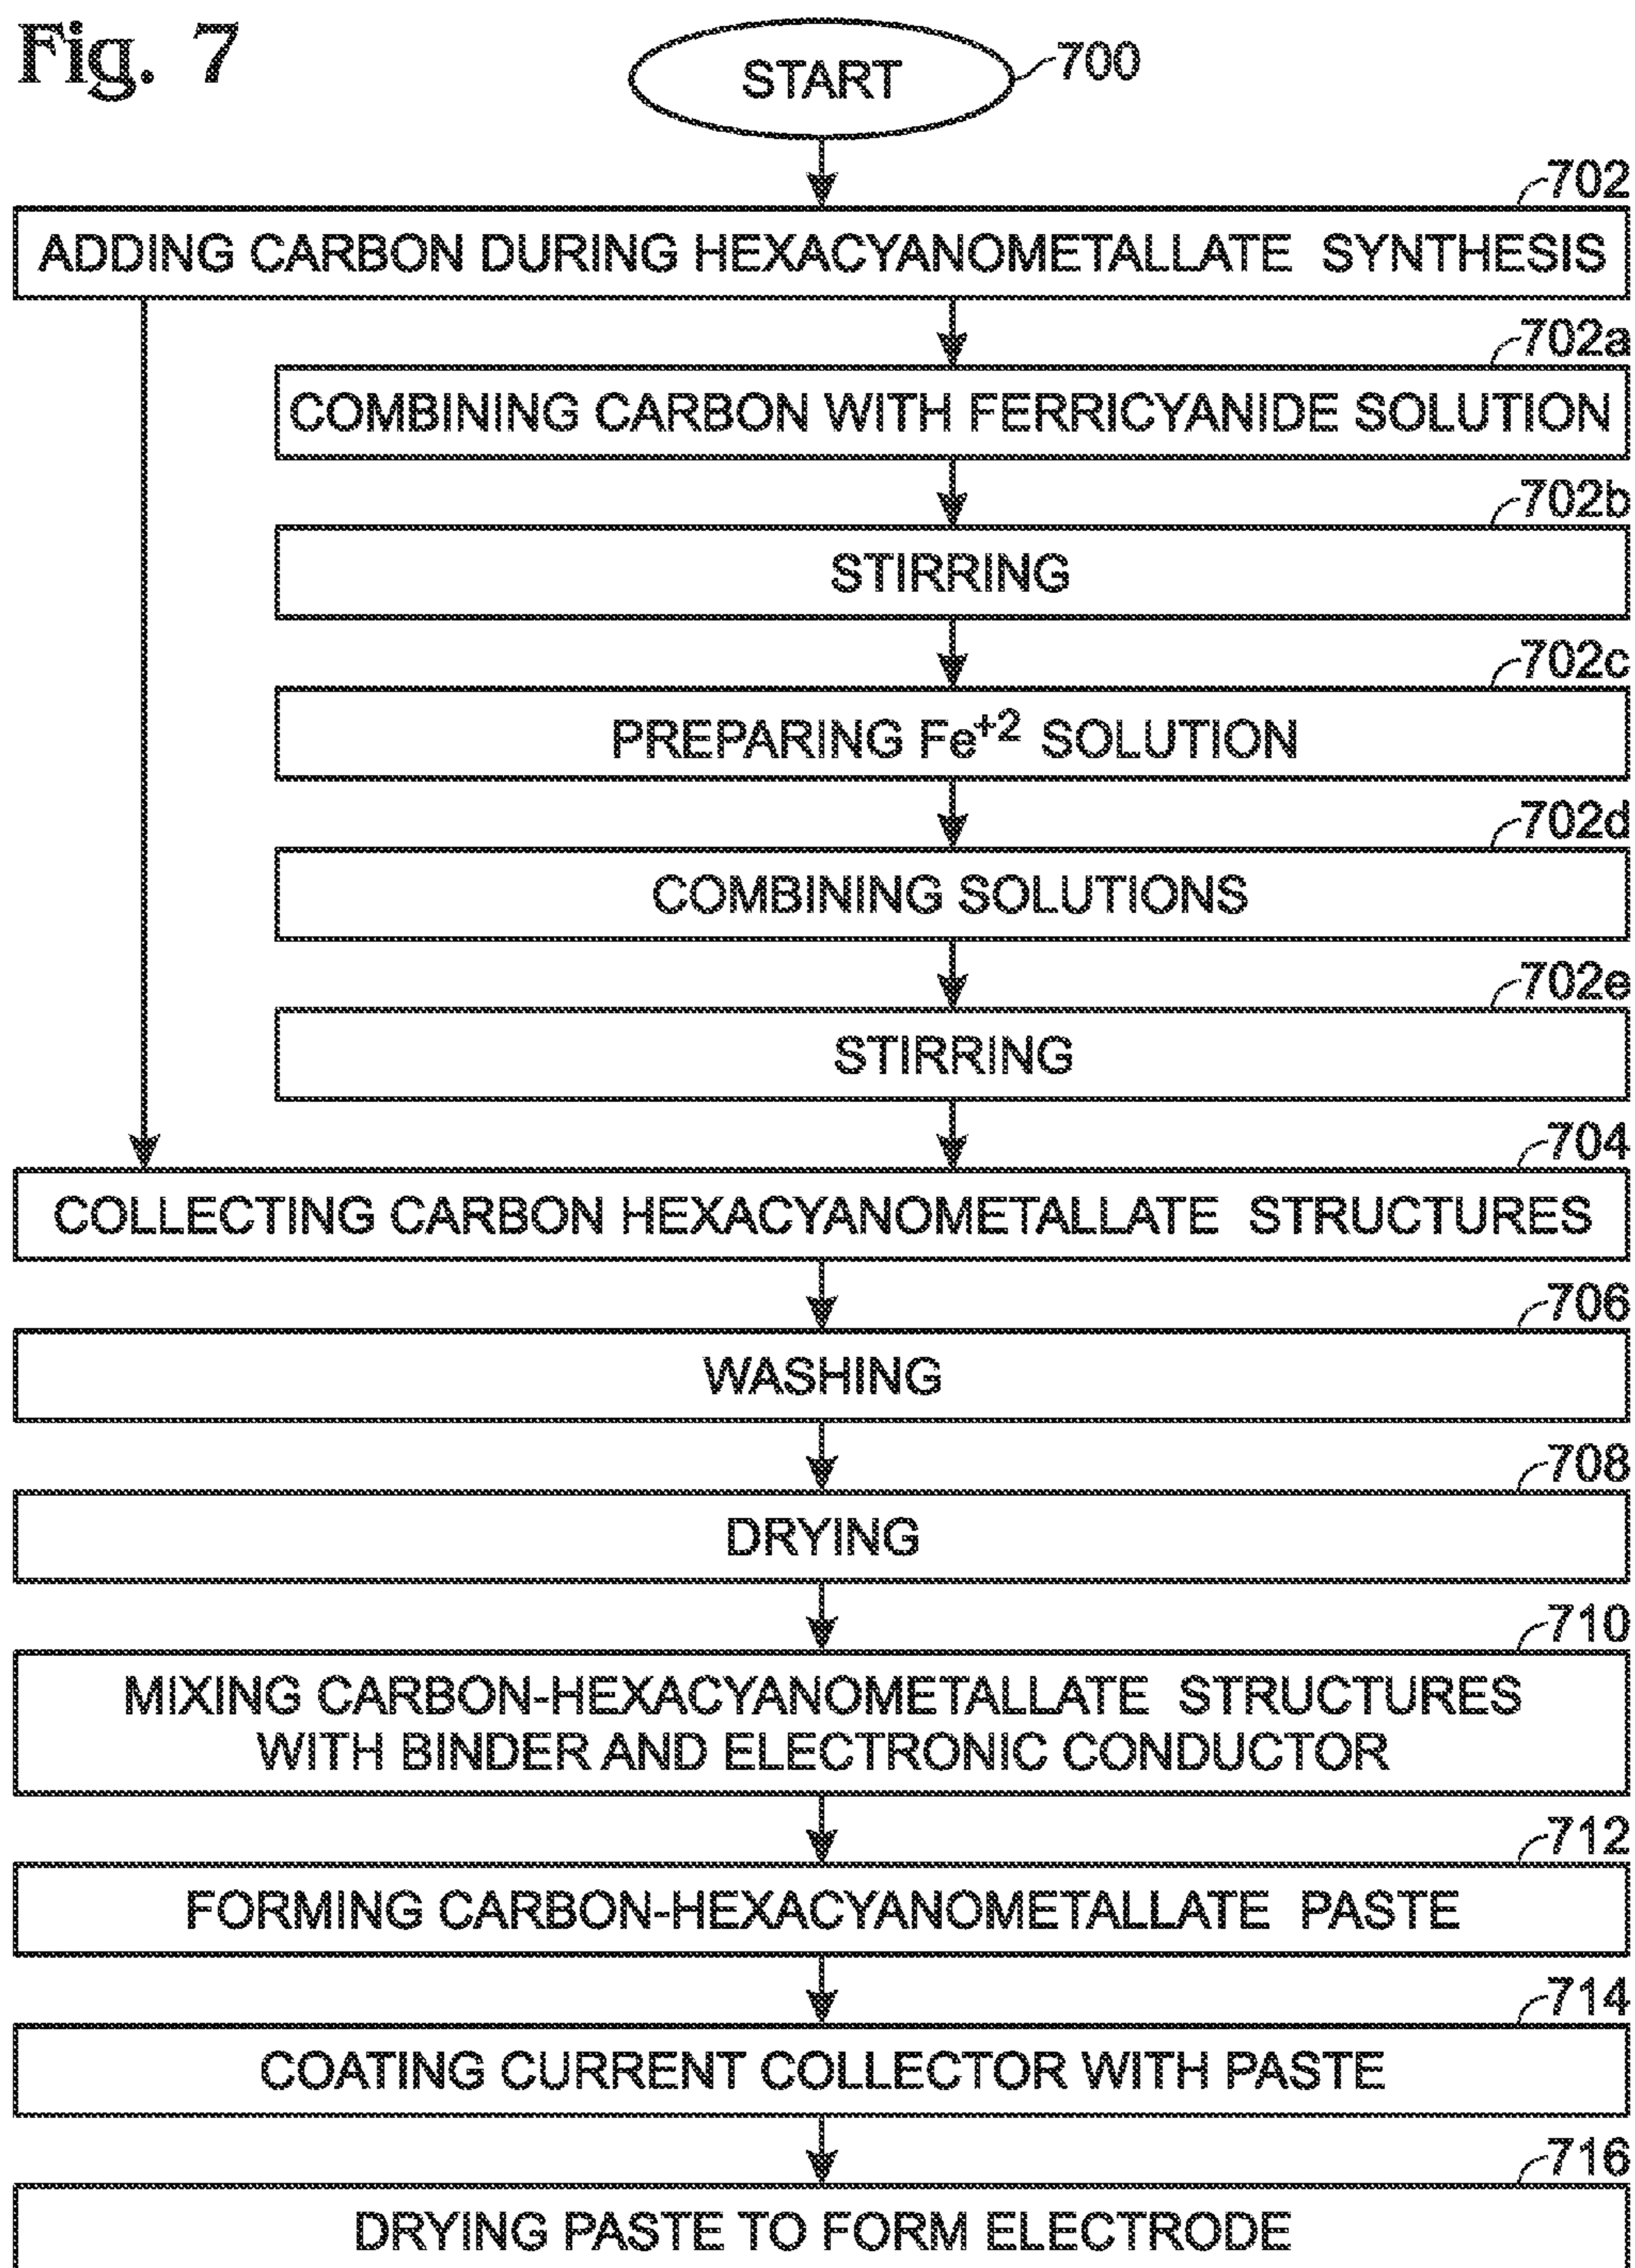 Fig. 7
START
700
702
ADDING CARBON DURING HEXACYANOMETALLATE SYNTHESIS
702a
COMBINING CARBON WITH FERRICYANIDE SOLUTION
702b
STIRRING
702c
PREPARING Fe⁺² SOLUTION
702d
COMBINING SOLUTIONS
702e
STIRRING
704
COLLECTING CARBON HEXACYANOMETALLATE STRUCTURES
706
WASHING
708
DRYING
710
MIXING CARBON-HEXACYANOMETALLATE STRUCTURES
WITH BINDER AND ELECTRONIC CONDUCTOR
712
FORMING CARBON-HEXACYANOMETALLATE PASTE
714
COATING CURRENT COLLECTOR WITH PASTE
716
DRYING PASTE TO FORM ELECTRODE